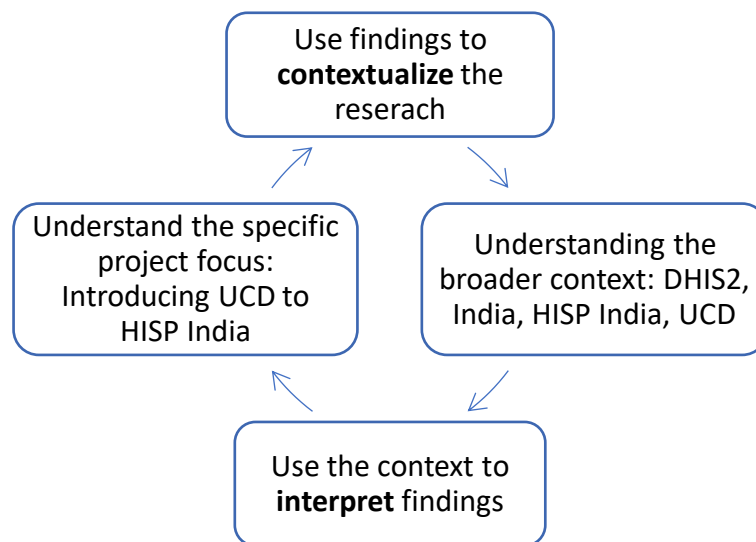 Use findings to
contextualize the
reserach
Understand the specific
project focus:
Introducing UCD to
HISP India
Understanding the
broader context: DHIS2,
India, HISP India, UCD
Use the context to
interpret findings